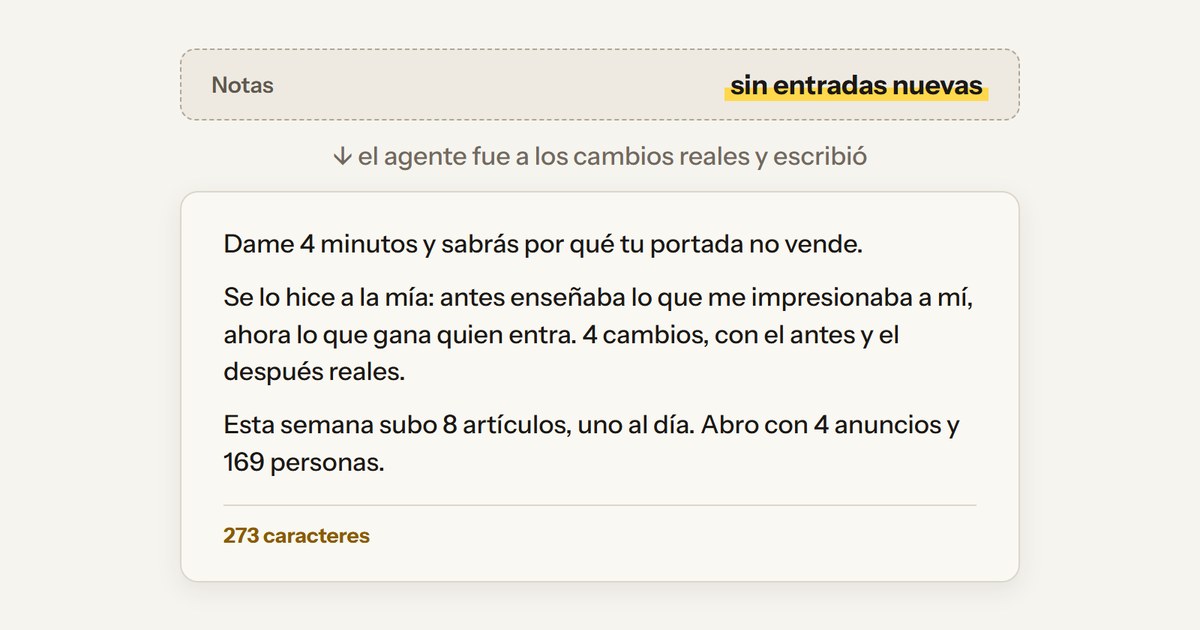 Notas
sin entradas nuevas
↓ el agente fue a los cambios reales y escribió
Dame 4 minutos y sabrás por qué tu portada no vende.
Se lo hice a la mía: antes enseñaba lo que me impresionaba a mí,
ahora lo que gana quien entra. 4 cambios, con el antes y el
después reales.
Esta semana subo 8 artículos, uno al día. Abro con 4 anuncios y
169 personas.
273 caracteres